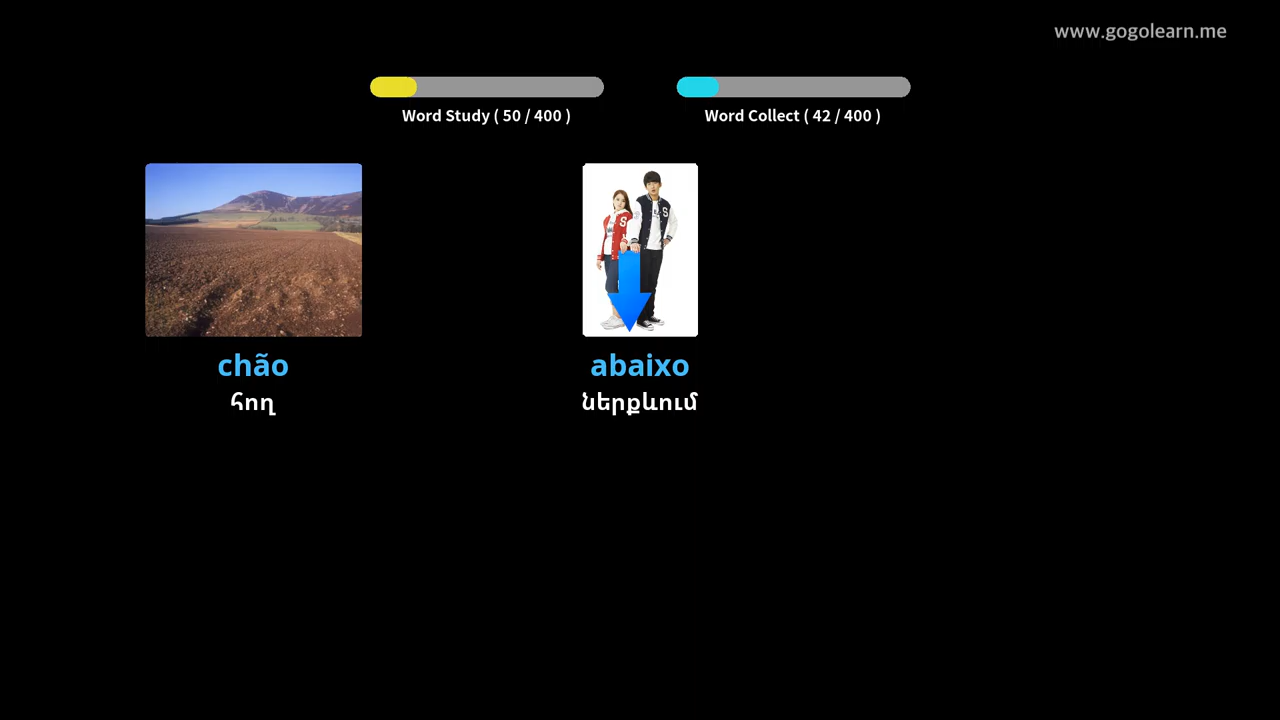 www.gogolearn.me
Word Study ( 50 / 400 )
Word Collect ( 42 / 400 )
S
S
chão
abaixo
հող
ներքևում